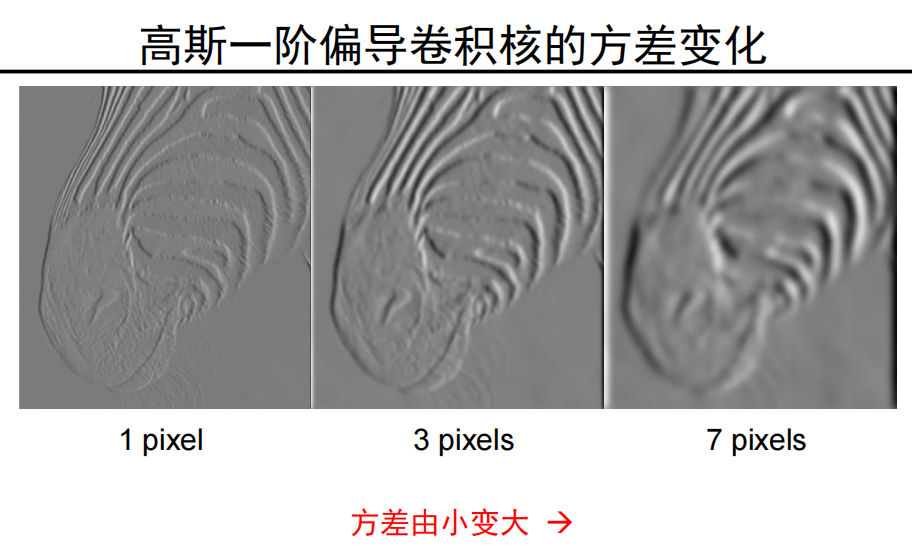 高斯一阶偏导卷积核的方差变化
1 pixel
3 pixels
7 pixels
方差由小变大 →